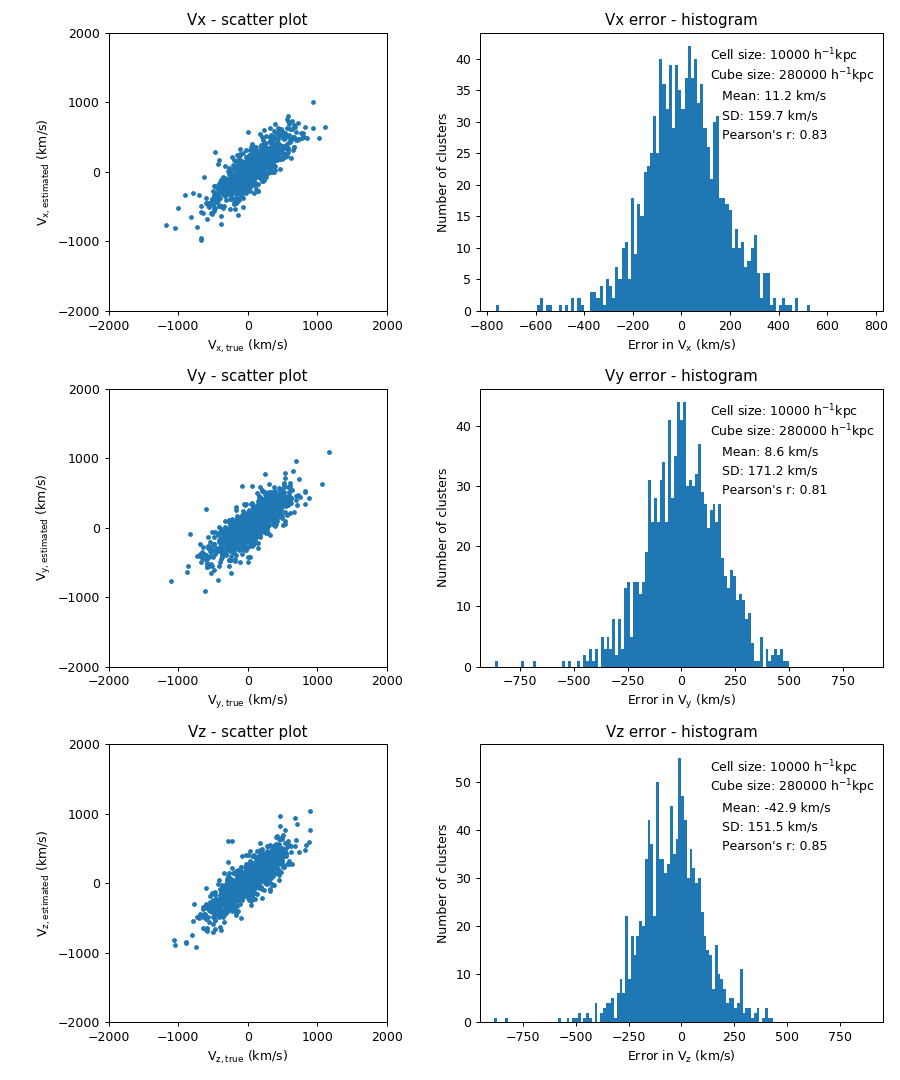 Vx - scatter plot
2000
1000
0
−1000
−2000
−2000 −1000 0 1000 2000
Vx, estimated (km/s)
Vx, true (km/s)
Vx error - histogram
Cell size: 10000 h−1kpc
Cube size: 280000 h−1kpc
Mean: 11.2 km/s
SD: 159.7 km/s
Pearson's r: 0.83
40
35
30
25
20
15
10
5
0
−800 −600 −400 −200 0 200 400 600 800
Number of clusters
Error in Vx (km/s)
Vy - scatter plot
2000
1000
0
−1000
−2000
−2000 −1000 0 1000 2000
Vy, estimated (km/s)
Vy, true (km/s)
Vy error - histogram
Cell size: 10000 h−1kpc
Cube size: 280000 h−1kpc
Mean: 8.6 km/s
SD: 171.2 km/s
Pearson's r: 0.81
40
30
20
10
0
−750 −500 −250 0 250 500 750
Number of clusters
Error in Vy (km/s)
Vz - scatter plot
2000
1000
0
−1000
−2000
−2000 −1000 0 1000 2000
Vz, estimated (km/s)
Vz, true (km/s)
Vz error - histogram
Cell size: 10000 h−1kpc
Cube size: 280000 h−1kpc
Mean: -42.9 km/s
SD: 151.5 km/s
Pearson's r: 0.85
50
40
30
20
10
0
−750 −500 −250 0 250 500 750
Number of clusters
Error in Vz (km/s)